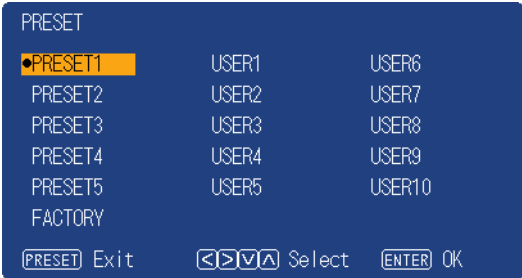 PRESET
●PRESET1 USER1 USER6
PRESET2 USER2 USER7
PRESET3 USER3 USER8
PRESET4 USER4 USER9
PRESET5 USER5 USER10
FACTORY
PRESET Exit <>∨∧ Select ENTER OK